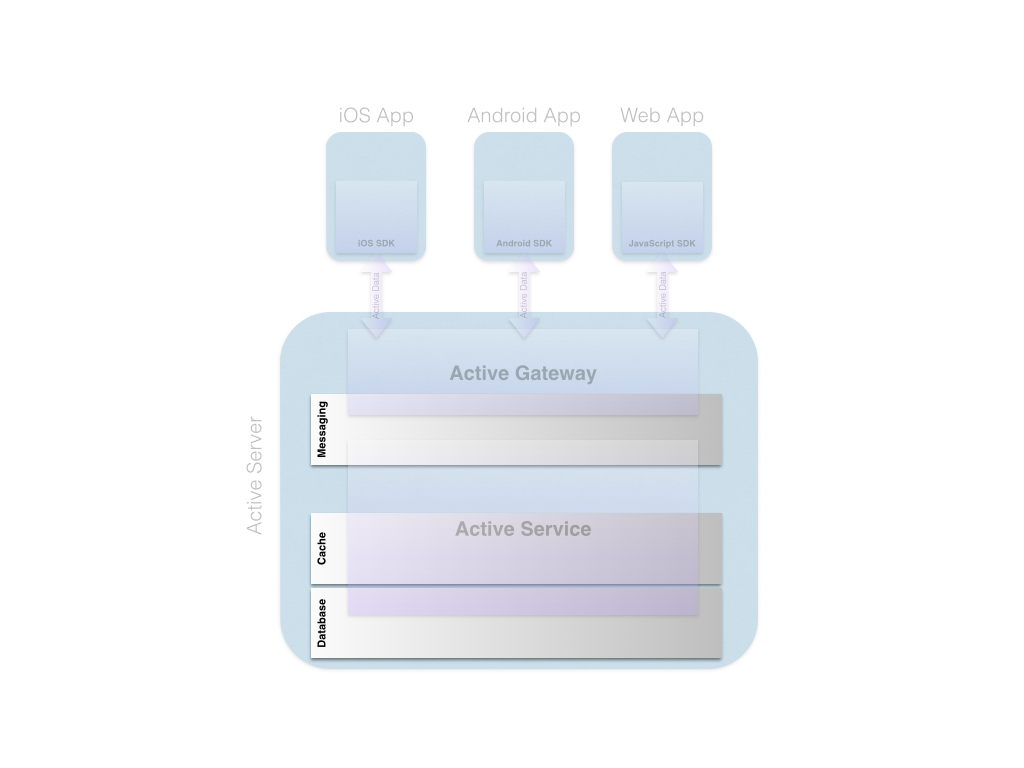 iOS App
Android App
Web App
iOS SDK
Android SDK
JavaScript SDK
Active Data
Active Data
Active Data
Active Gateway
Messaging
Active Server
Active Service
Cache
Database